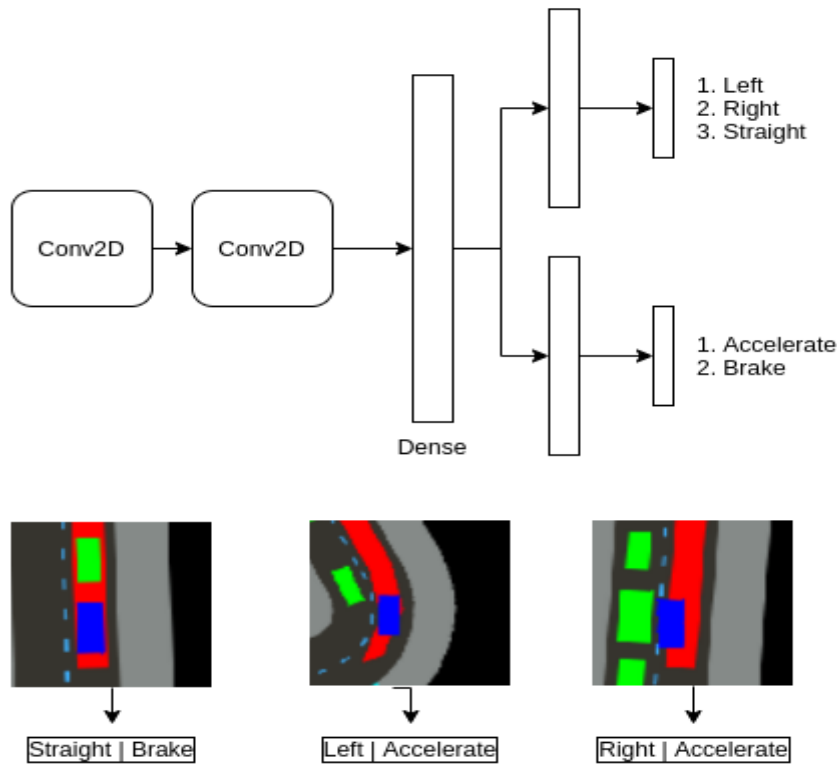 1. Left
2. Right
3. Straight
Conv2D
Conv2D
1. Accelerate
2. Brake
Dense
Straight | Brake
Left | Accelerate
Right | Accelerate